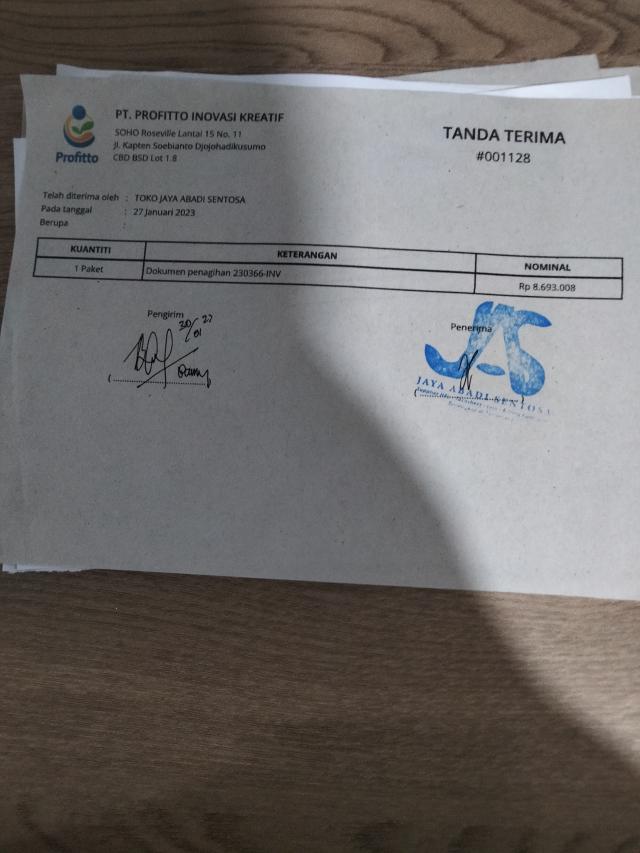 Profitto
PT. PROFITTO INOVASI KREATIF
SOHO Roseville Lantai 15 No. 11
Jl. Kapten Soebianto Djojohadikusumo
CBD BSD Lot 1.8
TANDA TERIMA
#001128
Telah diterima oleh : TOKO JAYA ABADI SENTOSA
Pada tanggal : 27 Januari 2023
Berupa :
KUANTITI KETERANGAN NOMINAL
1 Paket Dokumen penagihan 230366-INV Rp 8.693.008
Pengirim
Penerima
JAYA ABADI SENTOSA